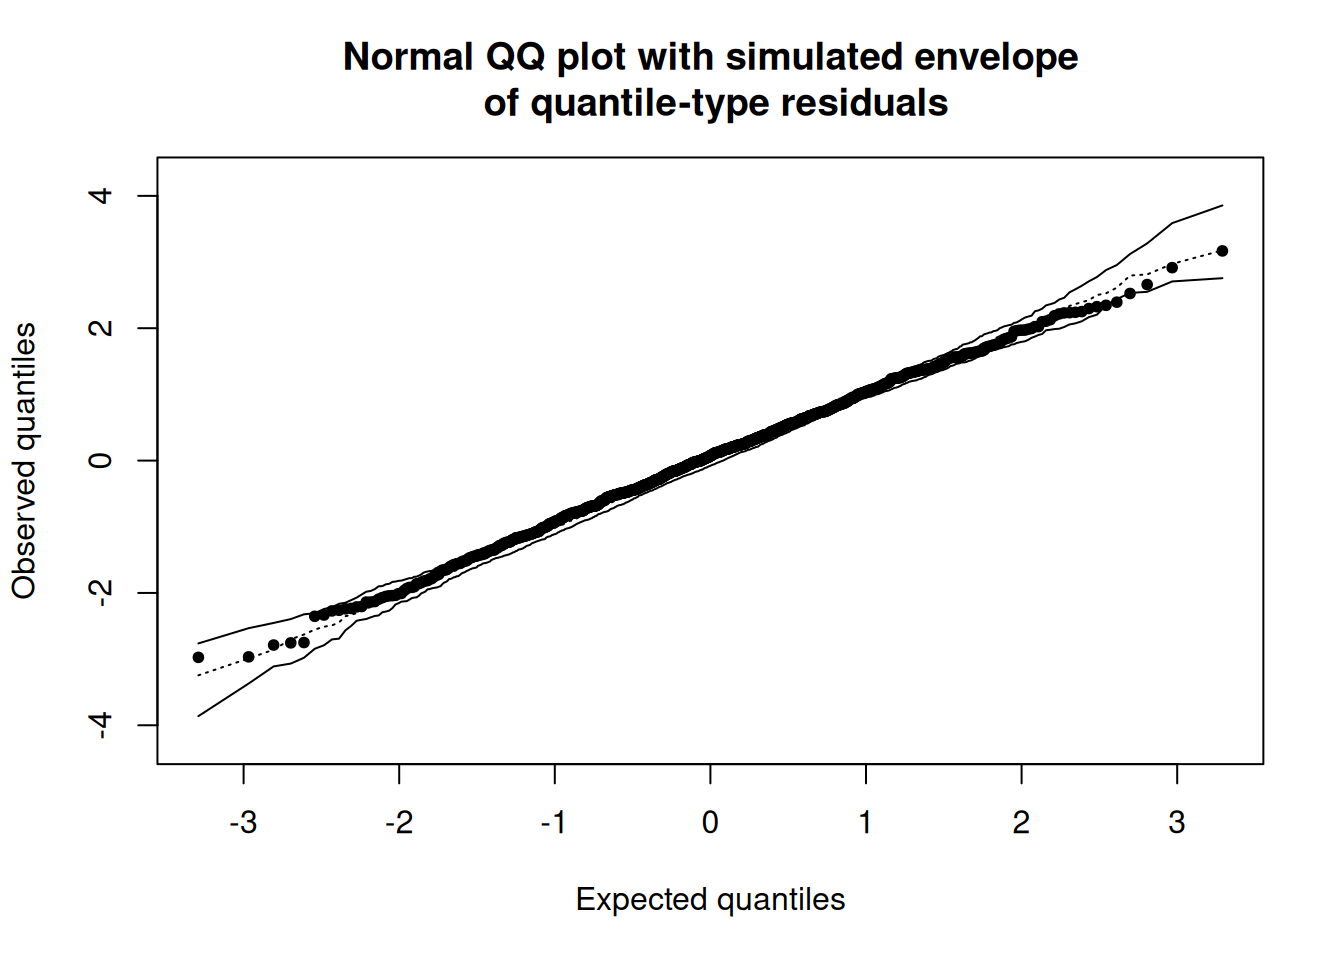 Normal QQ plot with simulated envelope
of quantile-type residuals
Observed quantiles
4
2
0
-2
-4
-3 -2 -1 0 1 2 3
Expected quantiles